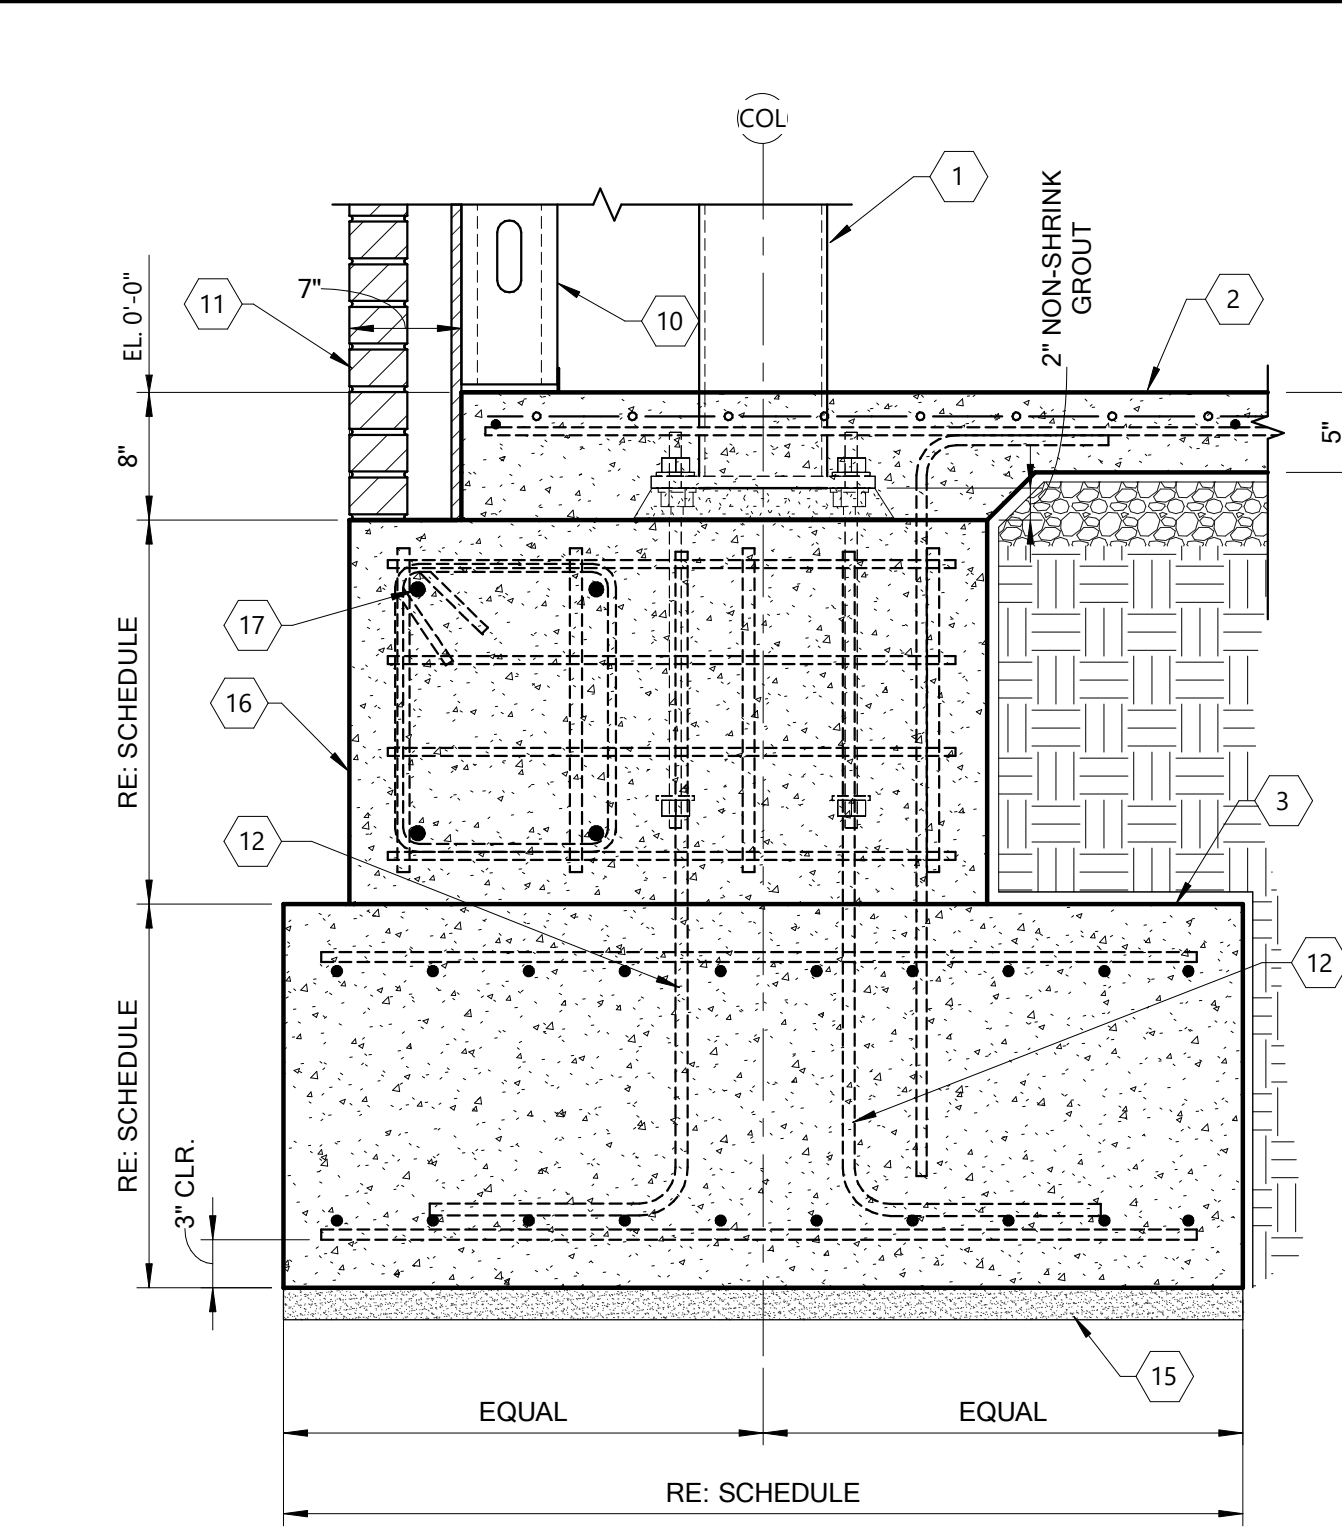 COL
1
2" NON-SHRINK
GROUT
2
EL. 0'-0"
11
7"
10
8"
5"
17
RE: SCHEDULE
16
3
12
12
RE: SCHEDULE
3" CLR.
15
EQUAL
EQUAL
RE: SCHEDULE